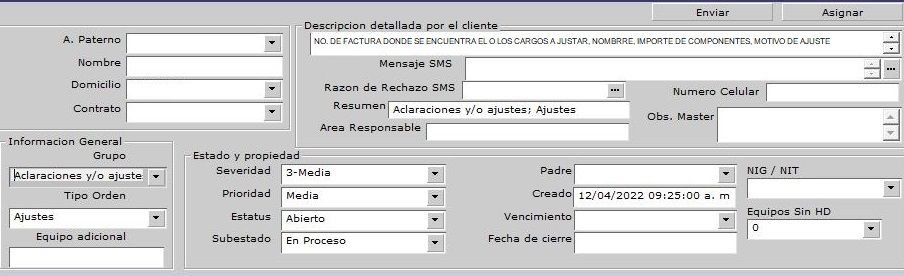 Enviar
Asignar
Descripcion detallada por el cliente
NO. DE FACTURA DONDE SE ENCUENTRA EL O LOS CARGOS A JUSTAR, NOMBRRE, IMPORTE DE COMPONENTES, MOTIVO DE AJUSTE
A. Paterno
Nombre
Domicilio
Contrato
Mensaje SMS
Razon de Rechazo SMS
Numero Celular
Resumen Aclaraciones y/o ajustes; Ajustes
Obs. Master
Area Responsable
Informacion General
Grupo
Aclaraciones y/o ajuste
Tipo Orden
Ajustes
Equipo adicional
Estado y propiedad
Severidad 3-Media
Prioridad Media
Estatus Abierto
Subestado En Proceso
Padre
Creado 12/04/2022 09:25:00 a. m
Vencimiento
Fecha de cierre
NIG / NIT
Equipos Sin HD
0